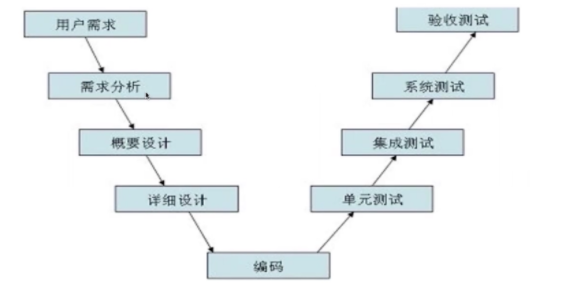 用户需求
验收测试
需求分析
系统测试
概要设计
集成测试
详细设计
单元测试
编码